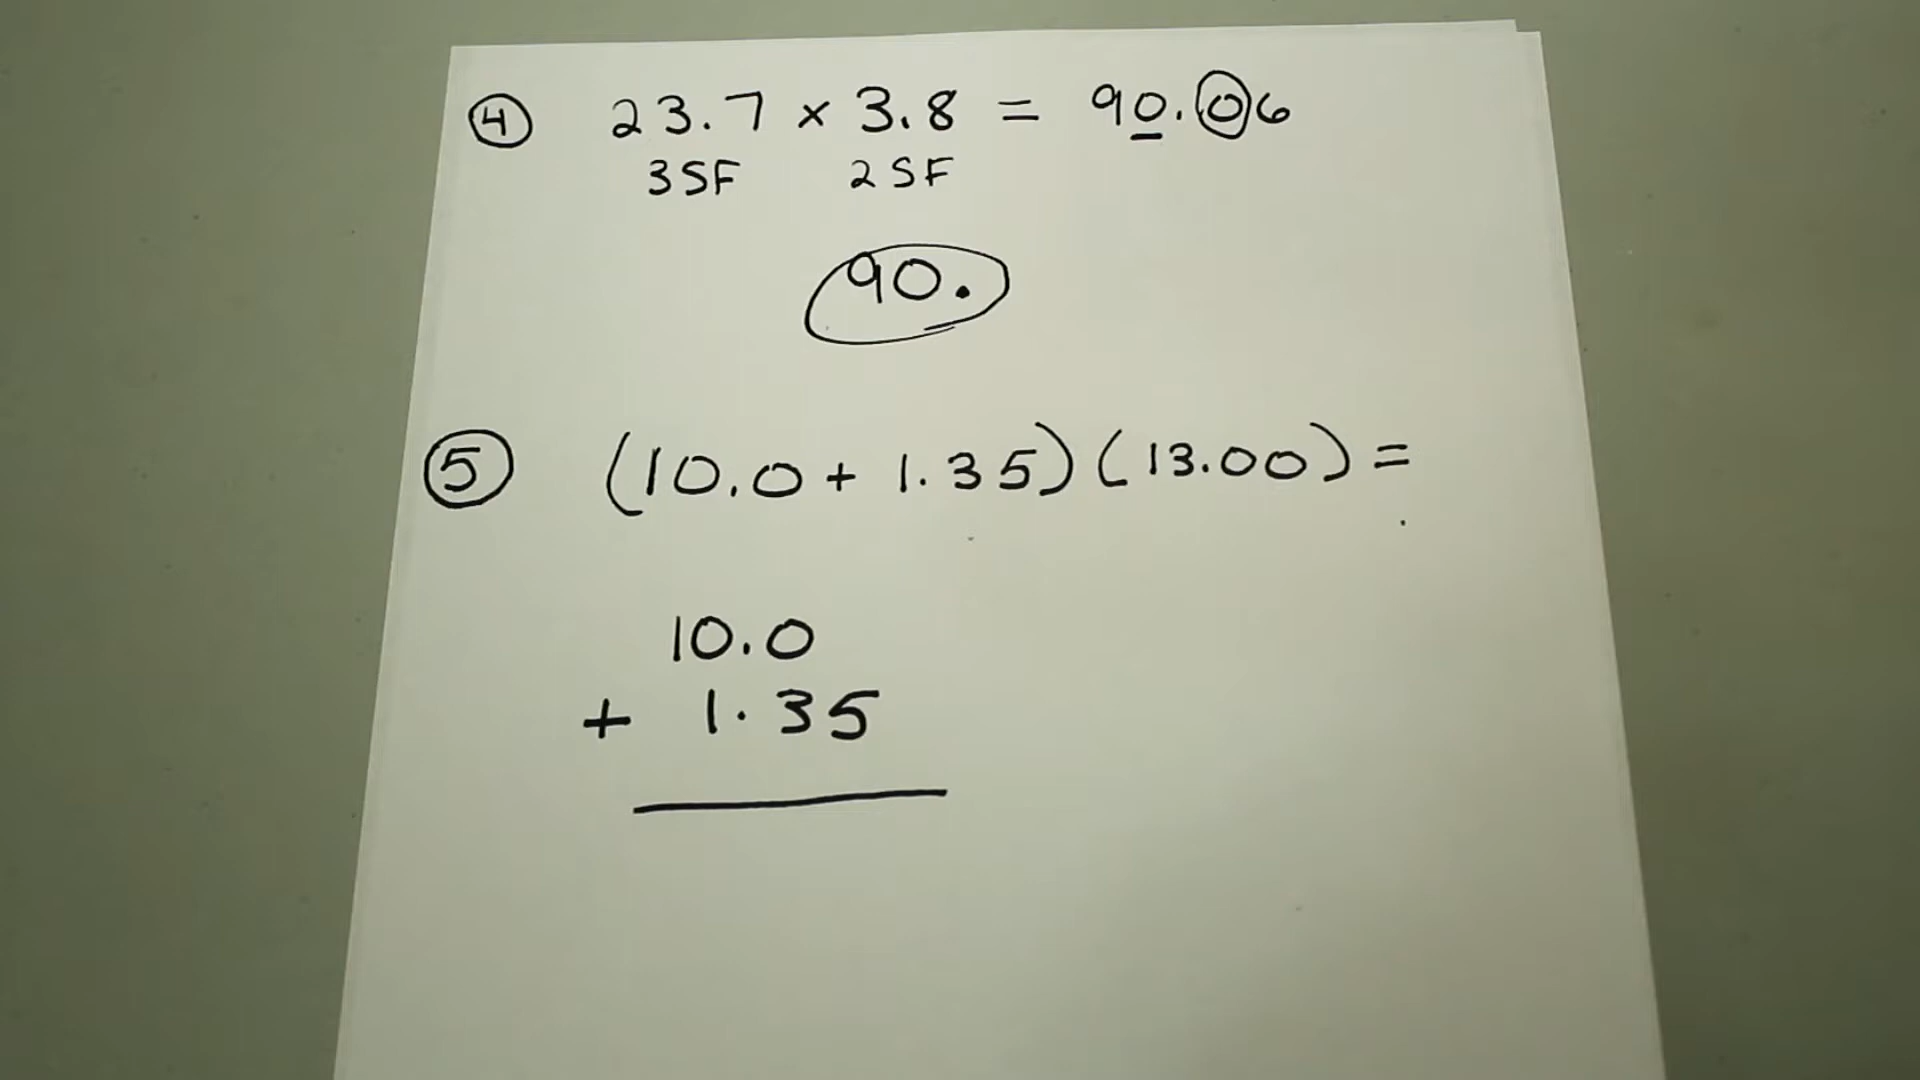 ④ 23.7 × 3.8 = 90.06
3SF 2SF
90.
⑤ (10.0 + 1.35)(13.00) =
10.0
+ 1.35